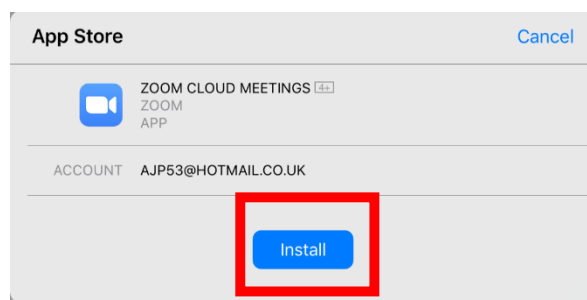 App Store Cancel
ZOOM CLOUD MEETINGS 4+
ZOOM
APP
ACCOUNT AJP53@HOTMAIL.CO.UK
Install